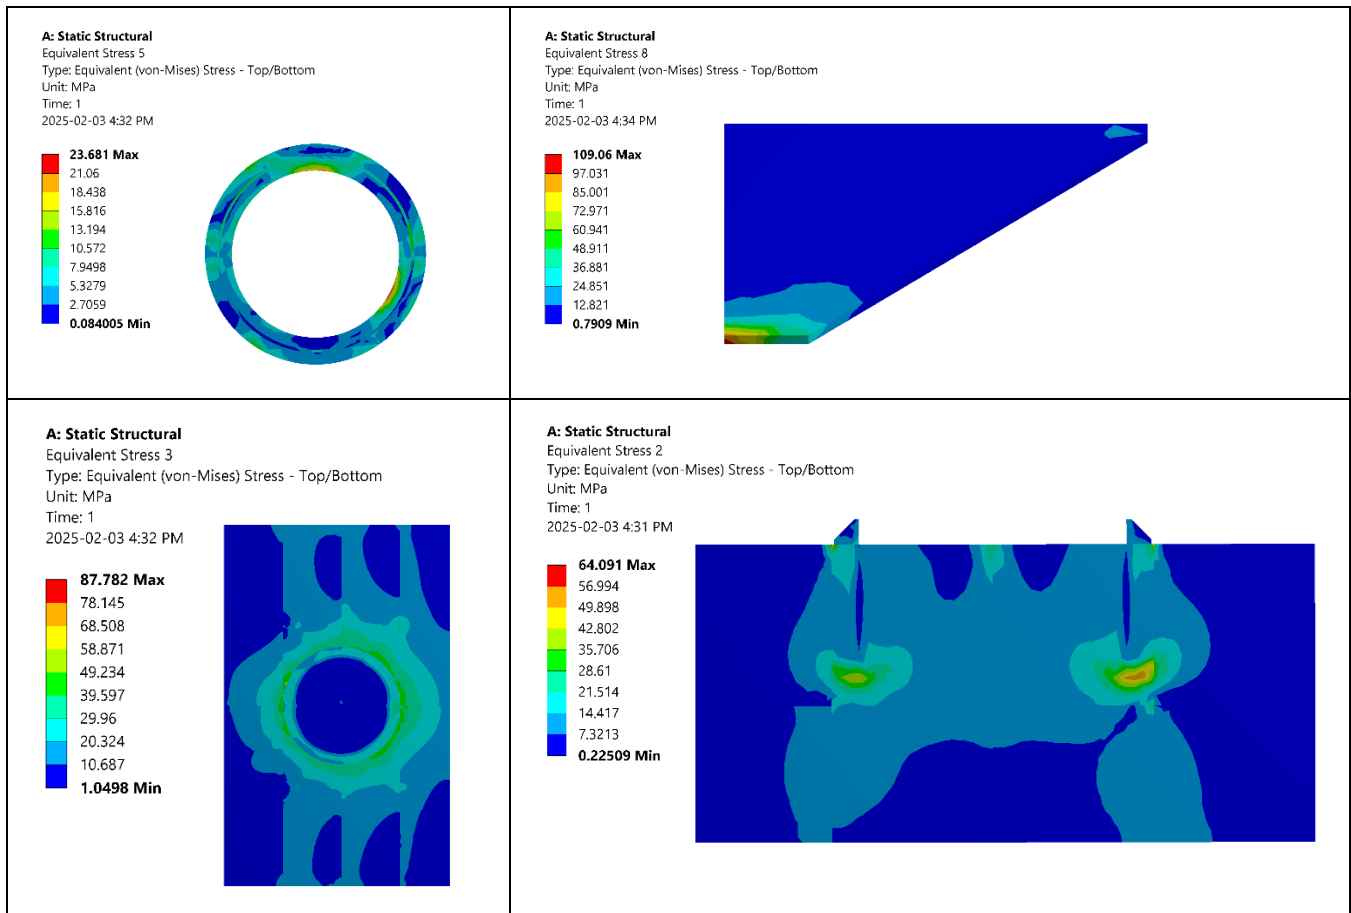 A: Static Structural
Equivalent Stress 5
Type: Equivalent (von-Mises) Stress - Top/Bottom
Unit: MPa
Time: 1
2025-02-03 4:32 PM
23.681 Max
21.06
18.438
15.816
13.194
10.572
7.9498
5.3279
2.7059
0.084005 Min
A: Static Structural
Equivalent Stress 8
Type: Equivalent (von-Mises) Stress - Top/Bottom
Unit: MPa
Time: 1
2025-02-03 4:34 PM
109.06 Max
97.031
85.001
72.971
60.941
48.911
36.881
24.851
12.821
0.7909 Min
A: Static Structural
Equivalent Stress 3
Type: Equivalent (von-Mises) Stress - Top/Bottom
Unit: MPa
Time: 1
2025-02-03 4:32 PM
87.782 Max
78.145
68.508
58.871
49.234
39.597
29.96
20.324
10.687
1.0498 Min
A: Static Structural
Equivalent Stress 2
Type: Equivalent (von-Mises) Stress - Top/Bottom
Unit: MPa
Time: 1
2025-02-03 4:31 PM
64.091 Max
56.994
49.898
42.802
35.706
28.61
21.514
14.417
7.3213
0.22509 Min